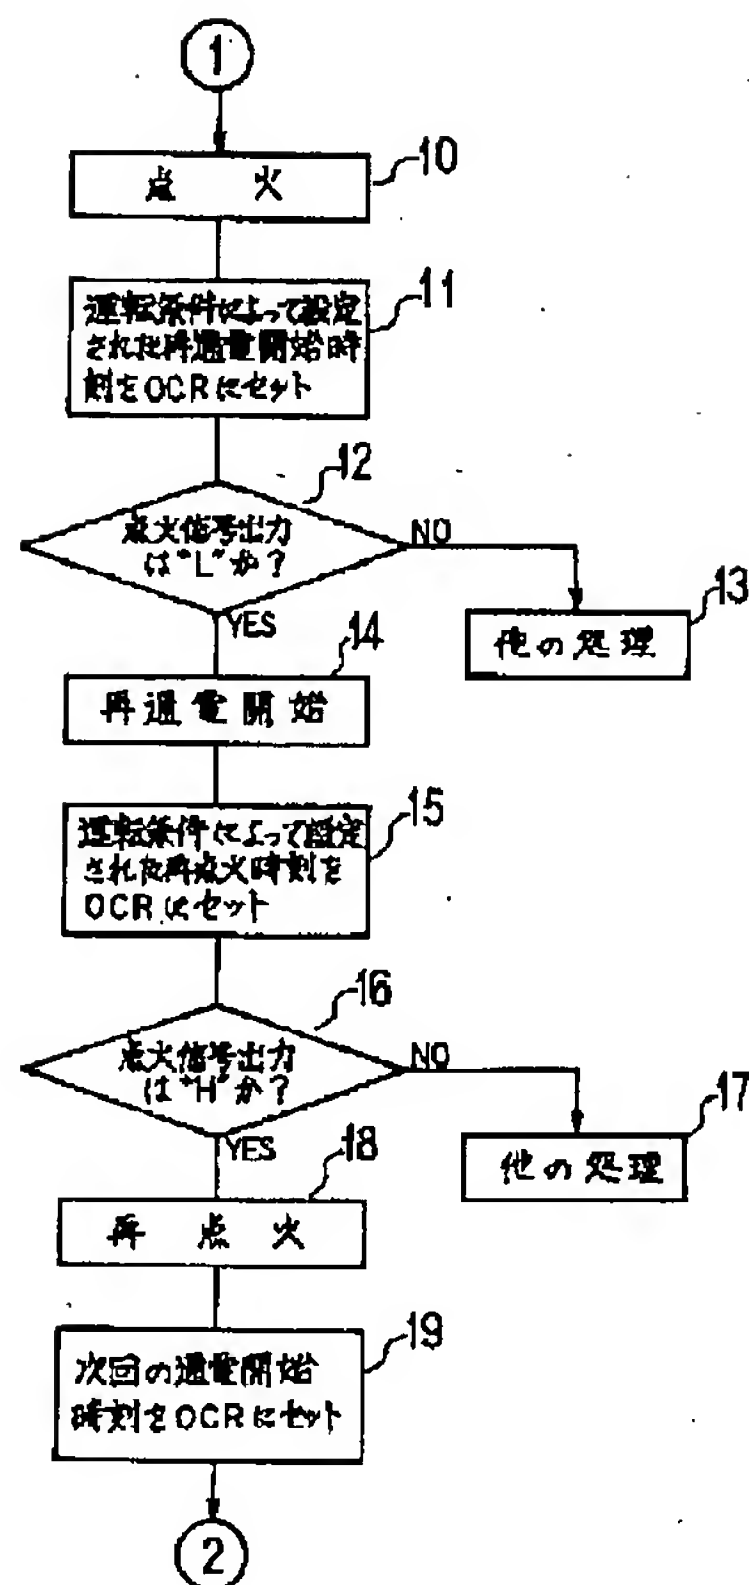 1
点火
10
運転条件によって設定
された再通電開始時
刻をOCRにセット
11
点火信号出力
は"L"か?
12
NO
YES
他の処理
13
再通電開始
14
運転条件によって設定
された再点火時刻を
OCRにセット
15
点火信号出力
は"H"か?
16
NO
YES
他の処理
17
再点火
18
次回の通電開始
時刻をOCRにセット
19
2